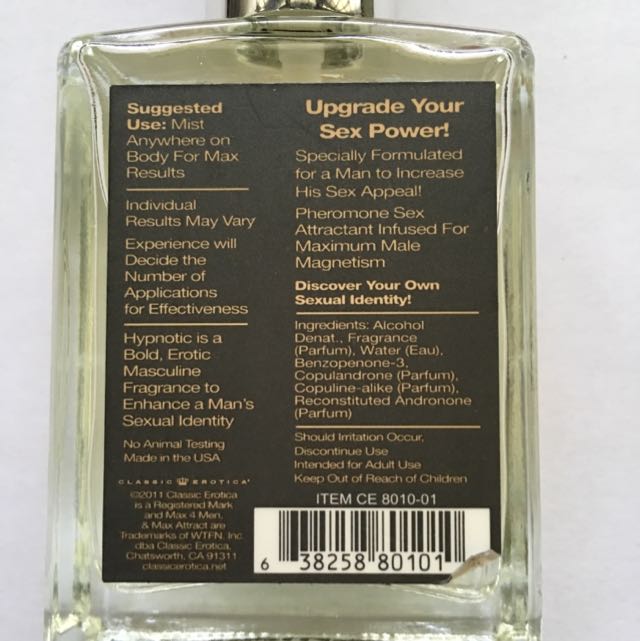 Suggested
Use: Mist
Anywhere on
Body For Max
Results
Individual
Results May Vary
Experience will
Decide the
Number of
Applications
for Effectiveness
Hypnotic is a
Bold, Erotic
Masculine
Fragrance to
Enhance a Man's
Sexual Identity
No Animal Testing
Made in the USA
CLASSIC EROTICA®
©2011 Classic Erotica
is a Registered Mark
and Max 4 Men,
& Max Attract are
Trademarks of WTFN, Inc
dba Classic Erotica,
Chatsworth, CA 91311
classicerotica.net
Upgrade Your
Sex Power!
Specially Formulated
for a Man to Increase
His Sex Appeal!
Pheromone Sex
Attractant Infused For
Maximum Male
Magnetism
Discover Your Own
Sexual Identity!
Ingredients: Alcohol
Denat., Fragrance
(Parfum), Water (Eau),
Benzopenone-3,
Copulandrone (Parfum),
Copuline-alike (Parfum),
Reconstituted Andronone
(Parfum)
Should Irritation Occur,
Discontinue Use
Intended for Adult Use
Keep Out of Reach of Children
ITEM CE 8010-01
6 38258 80101